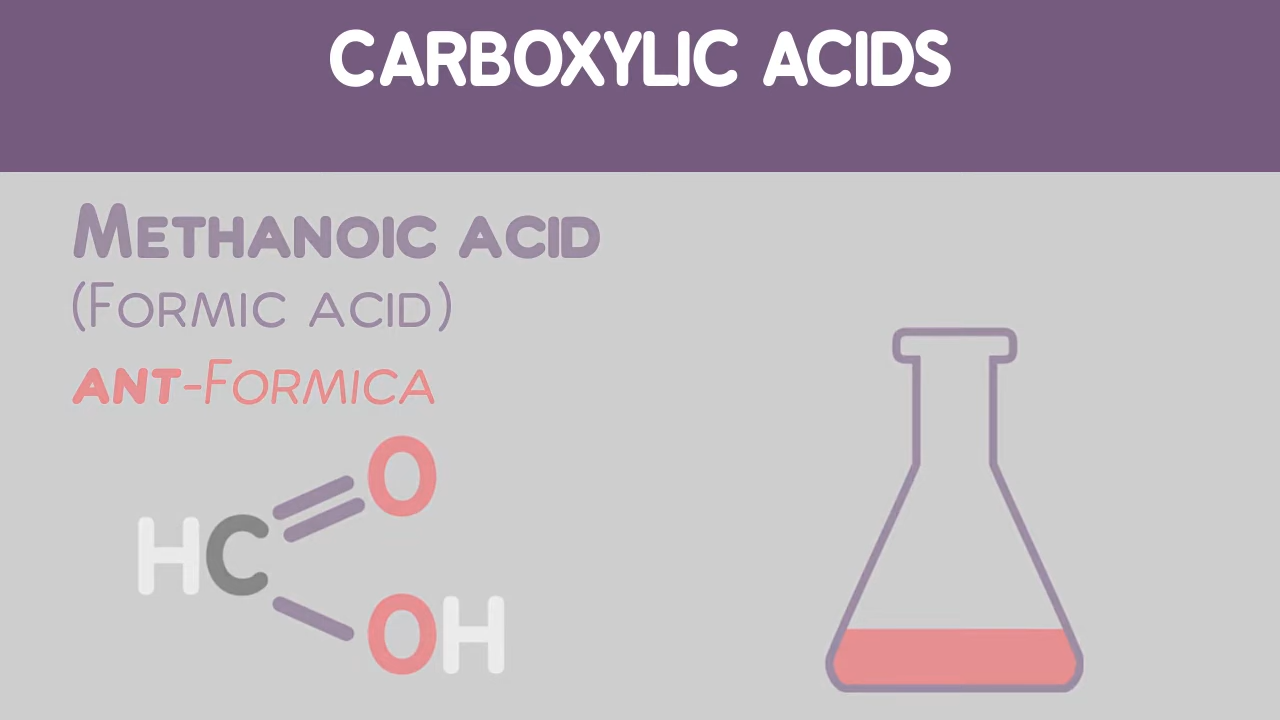 CARBOXYLIC ACIDS
METHANOIC ACID
(FORMIC ACID)
ANT-FORMICA
O
HC
OH